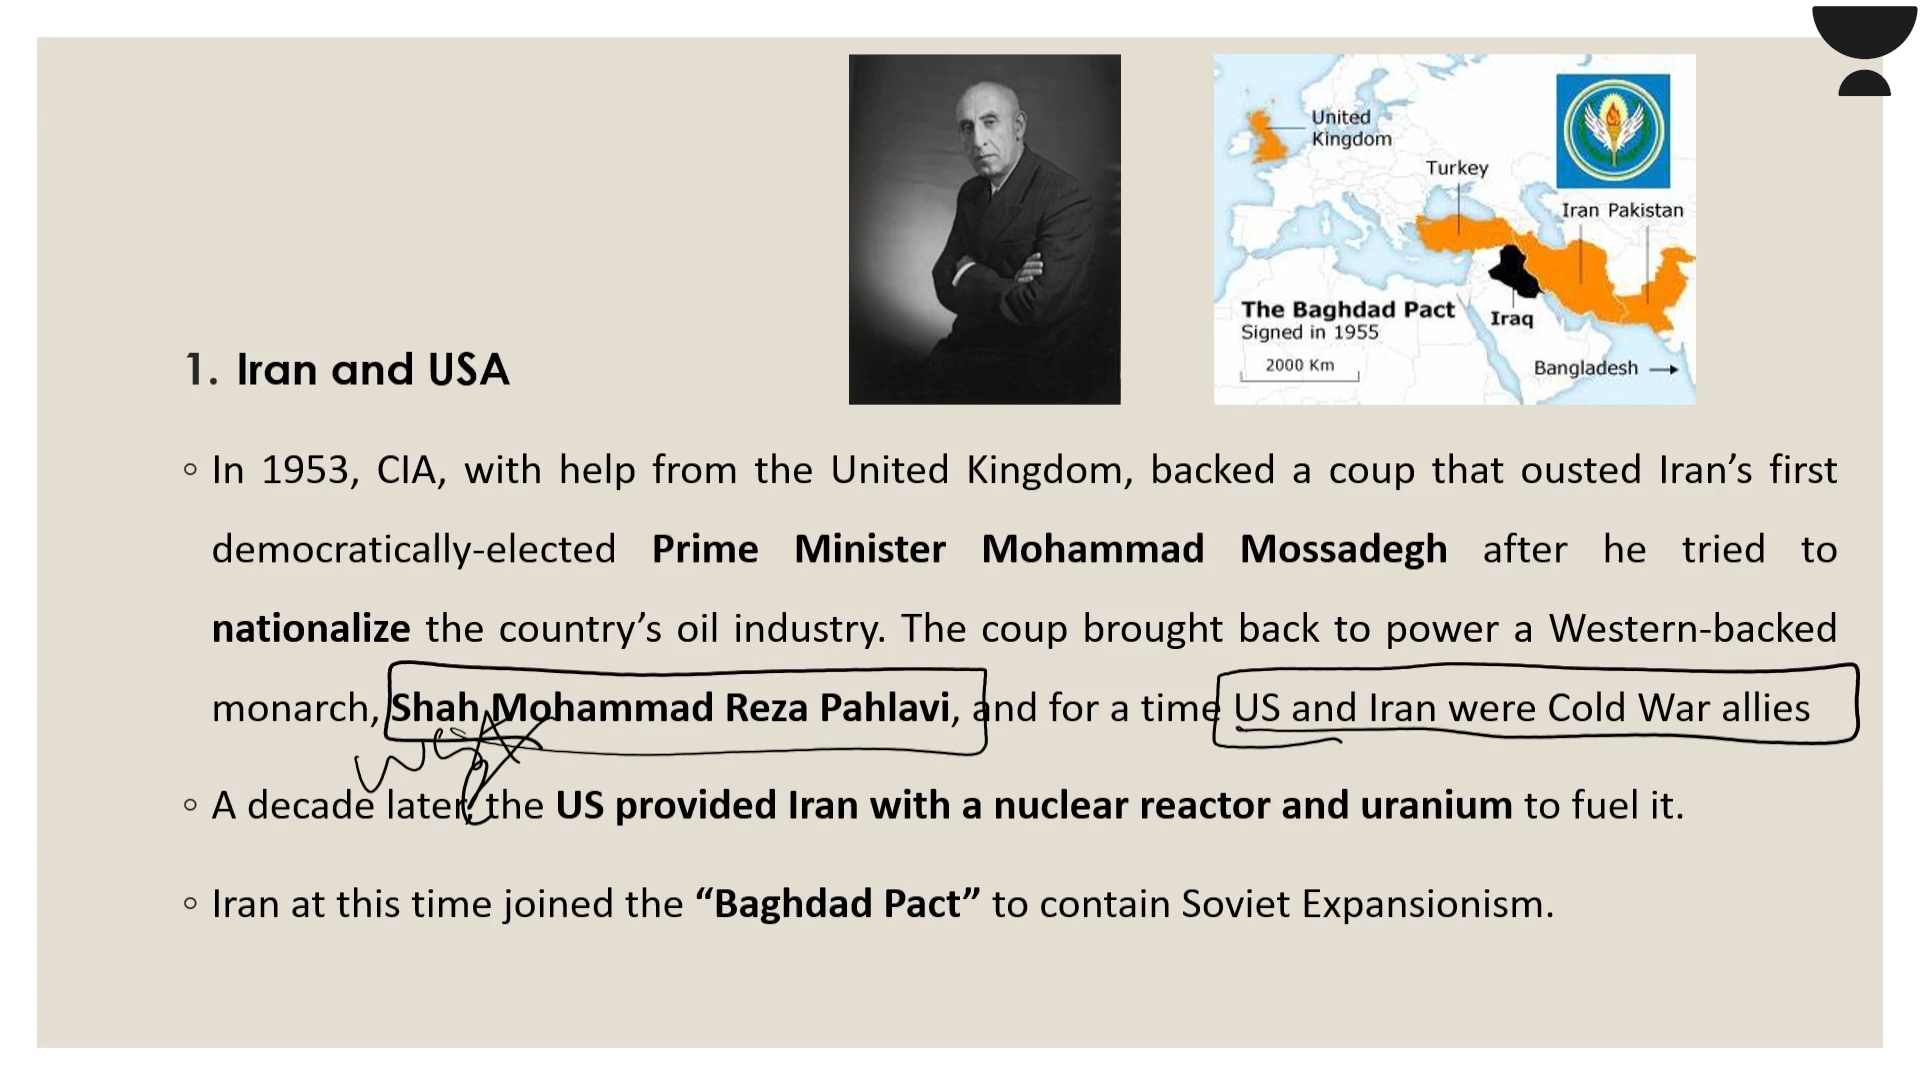 United
Kingdom
Turkey
Iran Pakistan
The Baghdad Pact
Signed in 1955
Iraq
2000 Km
Bangladesh
1. Iran and USA
◦ In 1953, CIA, with help from the United Kingdom, backed a coup that ousted Iran’s first
democratically-elected Prime Minister Mohammad Mossadegh after he tried to
nationalize the country’s oil industry. The coup brought back to power a Western-backed
monarch, Shah Mohammad Reza Pahlavi, and for a time US and Iran were Cold War allies
◦ A decade later, the US provided Iran with a nuclear reactor and uranium to fuel it.
◦ Iran at this time joined the “Baghdad Pact” to contain Soviet Expansionism.